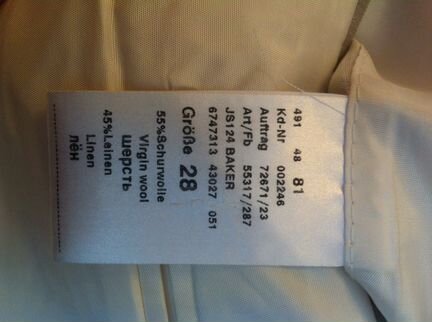 491 48 81
Kd-Nr 002246
Auftrag 72671/23
Art/Fb 55317/287
JS124 BAKER
6747313 43027 051
Größe 28
55%Schurwolle
Virgin wool
шерсть
45%Leinen
Linen
лён